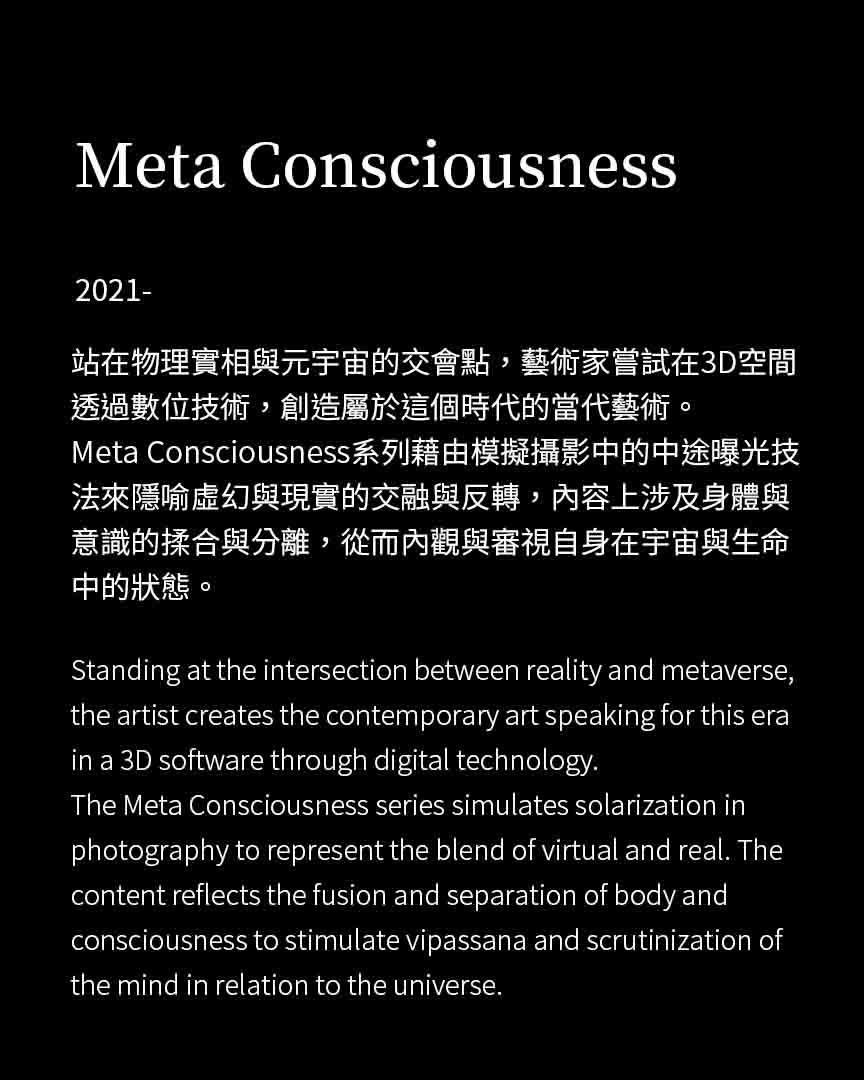 Meta Consciousness
2021-
站在物理實相與元宇宙的交會點，藝術家嘗試在3D空間
透過數位技術，創造屬於這個時代的當代藝術。
Meta Consciousness系列藉由模擬攝影中的中途曝光技
法來隱喻虛幻與現實的交融與反轉，內容上涉及身體與
意識的揉合與分離，從而內觀與審視自身在宇宙與生命
中的狀態。
Standing at the intersection between reality and metaverse,
the artist creates the contemporary art speaking for this era
in a 3D software through digital technology.
The Meta Consciousness series simulates solarization in
photography to represent the blend of virtual and real. The
content reflects the fusion and separation of body and
consciousness to stimulate vipassana and scrutinization of
the mind in relation to the universe.